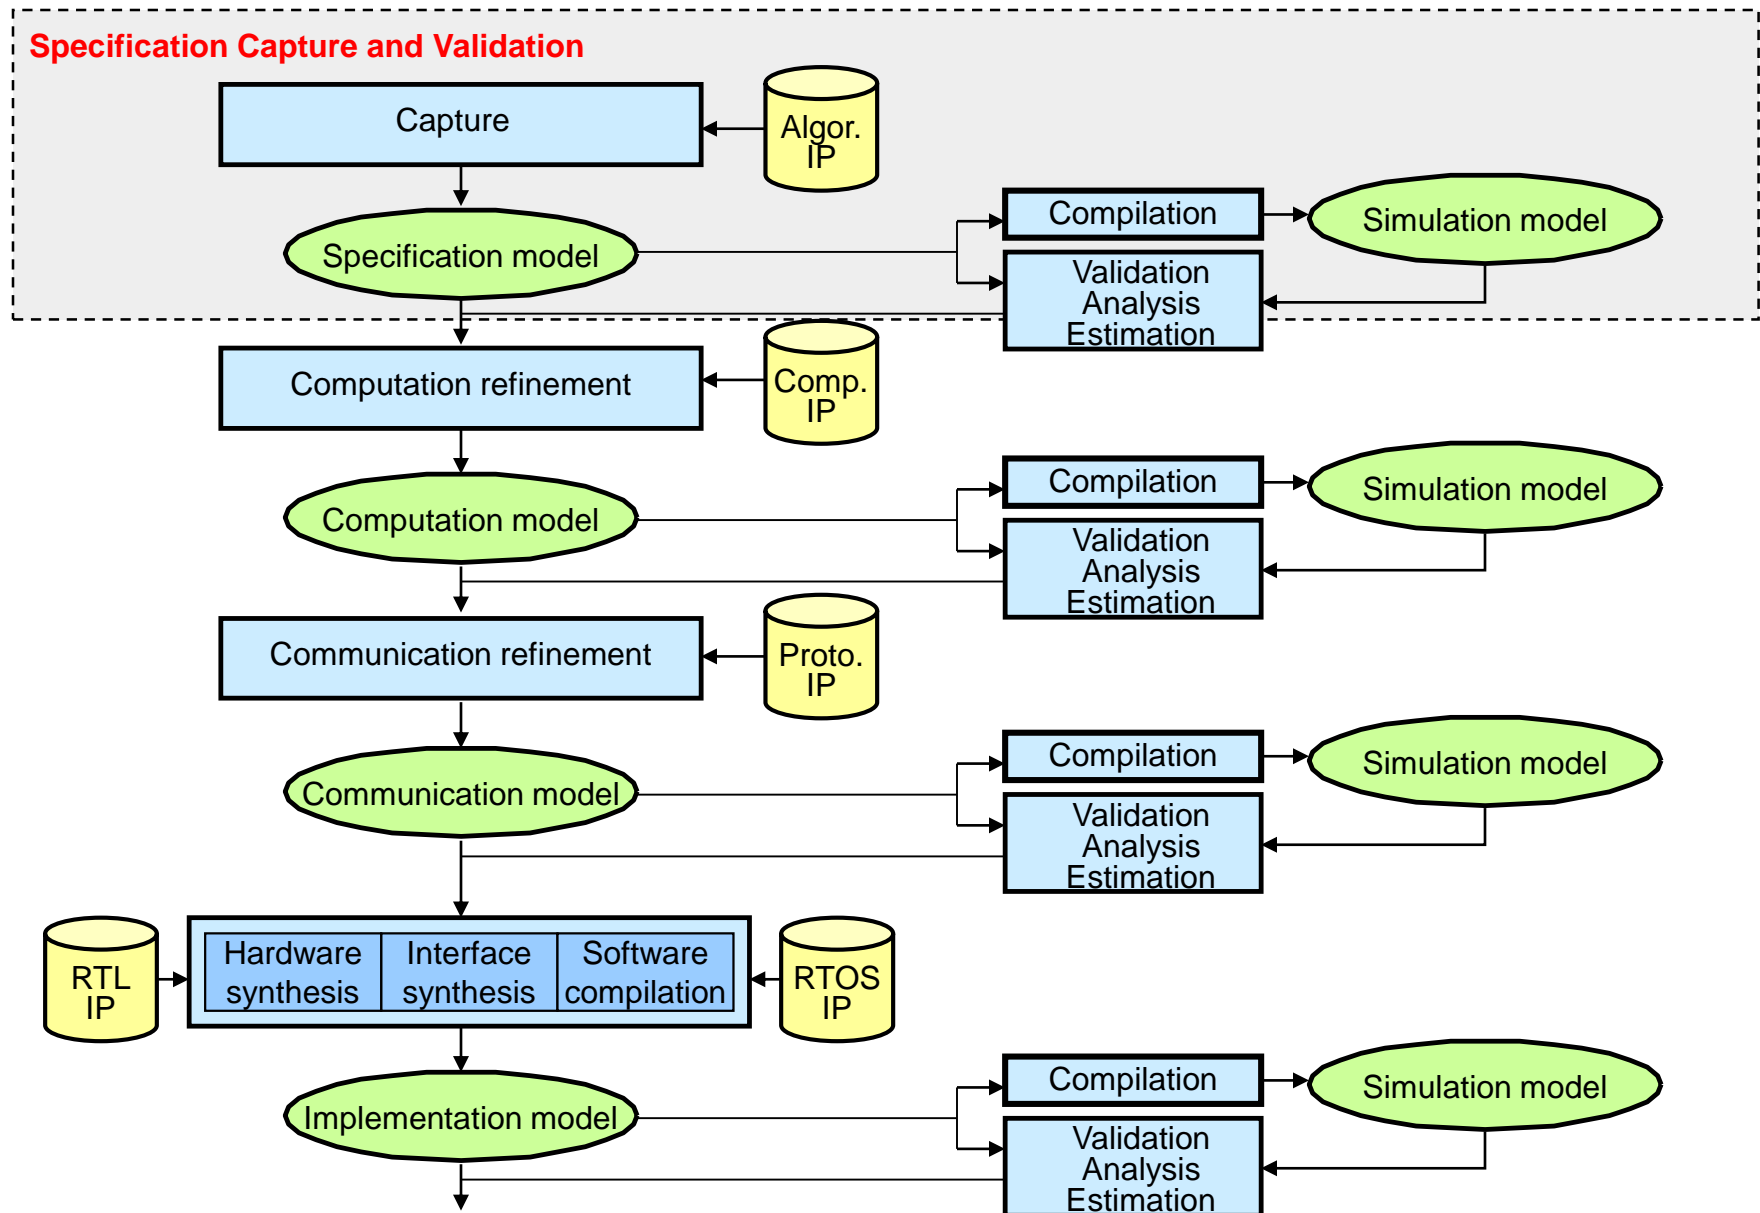 Specification Capture and Validation
Capture
Algor.
IP
Compilation
Simulation model
Specification model
Validation
Analysis
Estimation
Computation refinement
Comp.
IP
Compilation
Simulation model
Computation model
Validation
Analysis
Estimation
Communication refinement
Proto.
IP
Compilation
Simulation model
Communication model
Validation
Analysis
Estimation
RTL
IP
Hardware
synthesis
Interface
synthesis
Software
compilation
RTOS
IP
Compilation
Simulation model
Implementation model
Validation
Analysis
Estimation